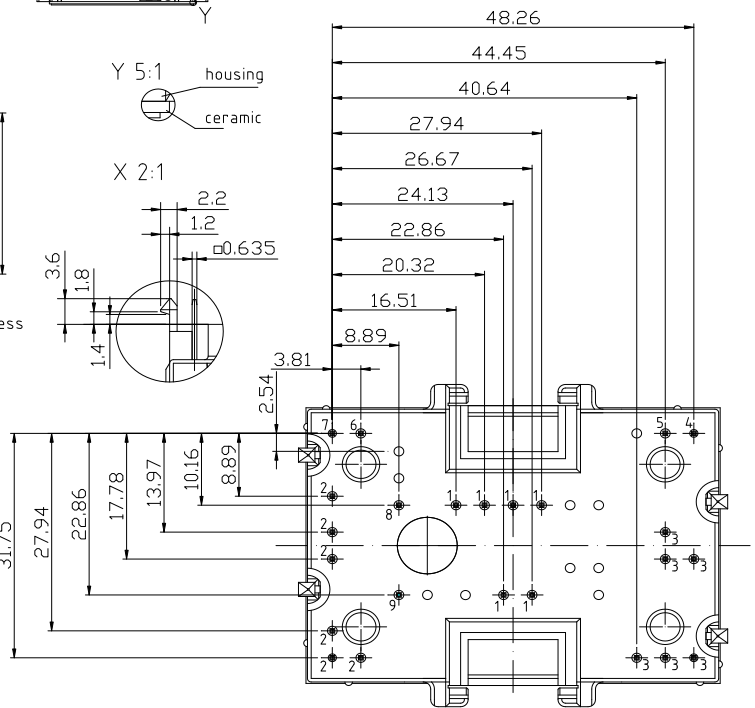 Y
48.26
Y 5:1
housing
44.45
40.64
ceramic
27.94
26.67
X 2:1
24.13
2.2
1.2
22.86
□0.635
20.32
3.6
1.8
16.51
ess
8.89
1.4
3.81
2.54
7 6 5 4
31.75
27.94
22.86
17.78
13.97
10.16
8.89
2
8 1 1 1 1
2 3
2 3 3
9 1 1
2
2 2 3 3 3